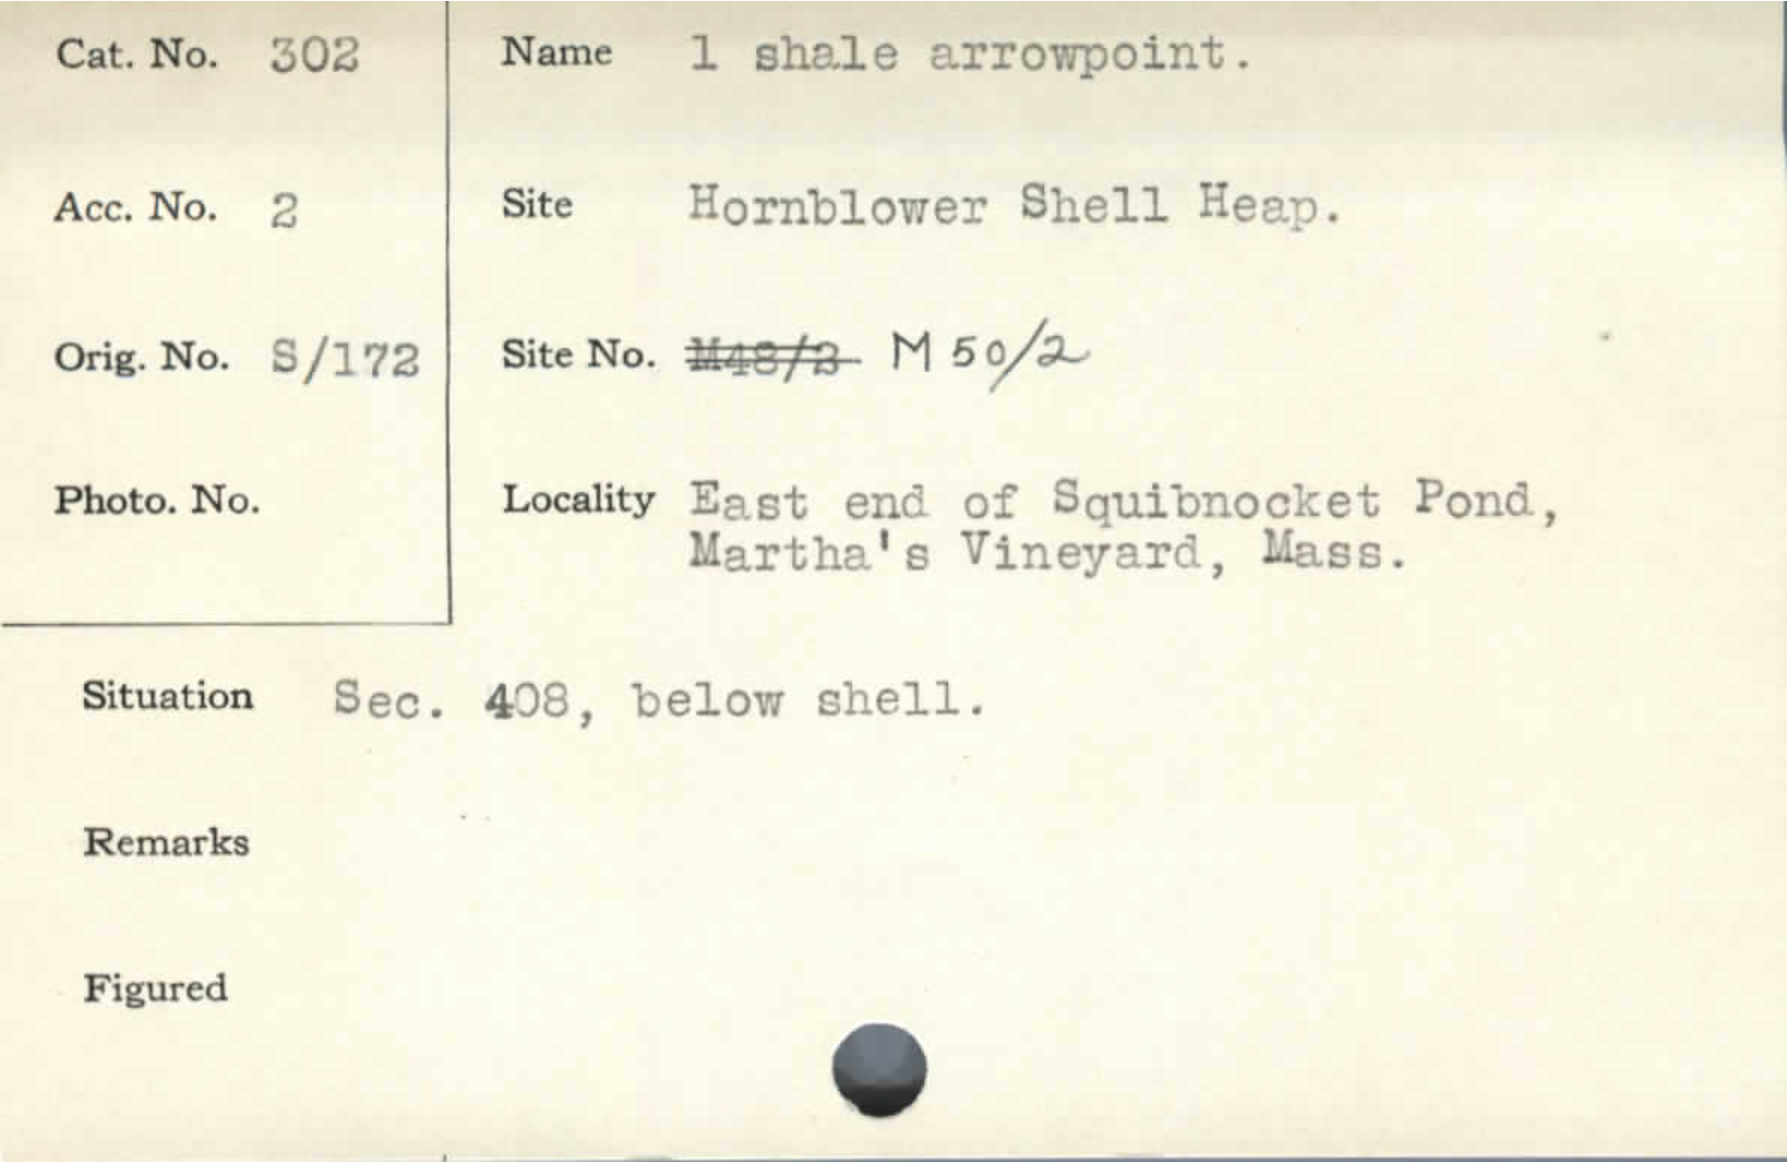 Cat. No. 302
Name 1 shale arrowpoint.
Acc. No. 2
Site Hornblower Shell Heap.
Orig. No. S/172
Site No. M48/2 M 50/2
Photo. No.
Locality East end of Squibnocket Pond,
Martha's Vineyard, Mass.
Situation Sec. 408, below shell.
Remarks
Figured